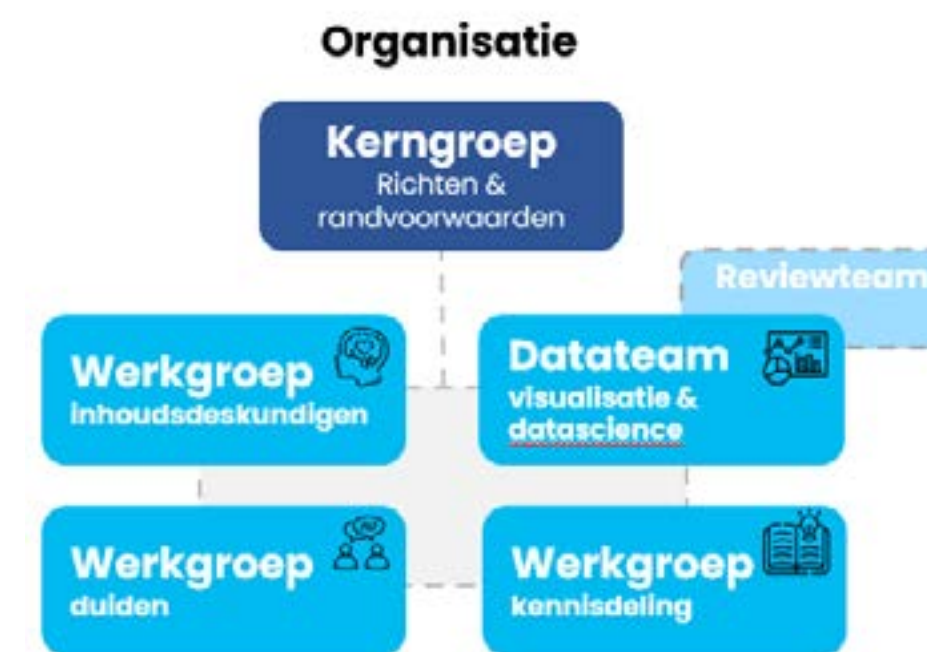 Organisatie
Kerngroep
Richten &
randvoorwaarden
Reviewteam
Werkgroep
inhoudsdeskundigen
Datateam
visualisatie &
datascience
Werkgroep
duiden
Werkgroep
kennisdeling